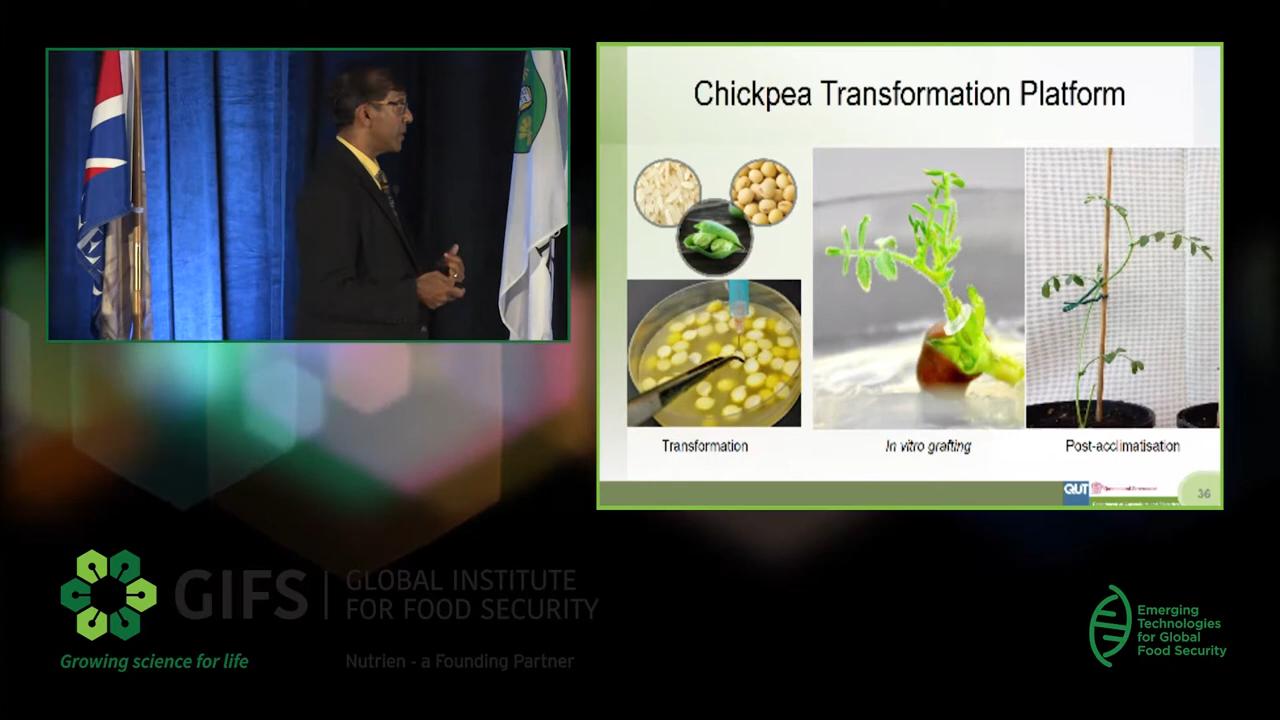 Chickpea Transformation Platform
Transformation
In vitro grafting
Post-acclimatisation
QUT
36
GIFS
GLOBAL INSTITUTE
FOR FOOD SECURITY
Growing science for life
Nutrien - a Founding Partner
Emerging
Technologies
for Global
Food Security